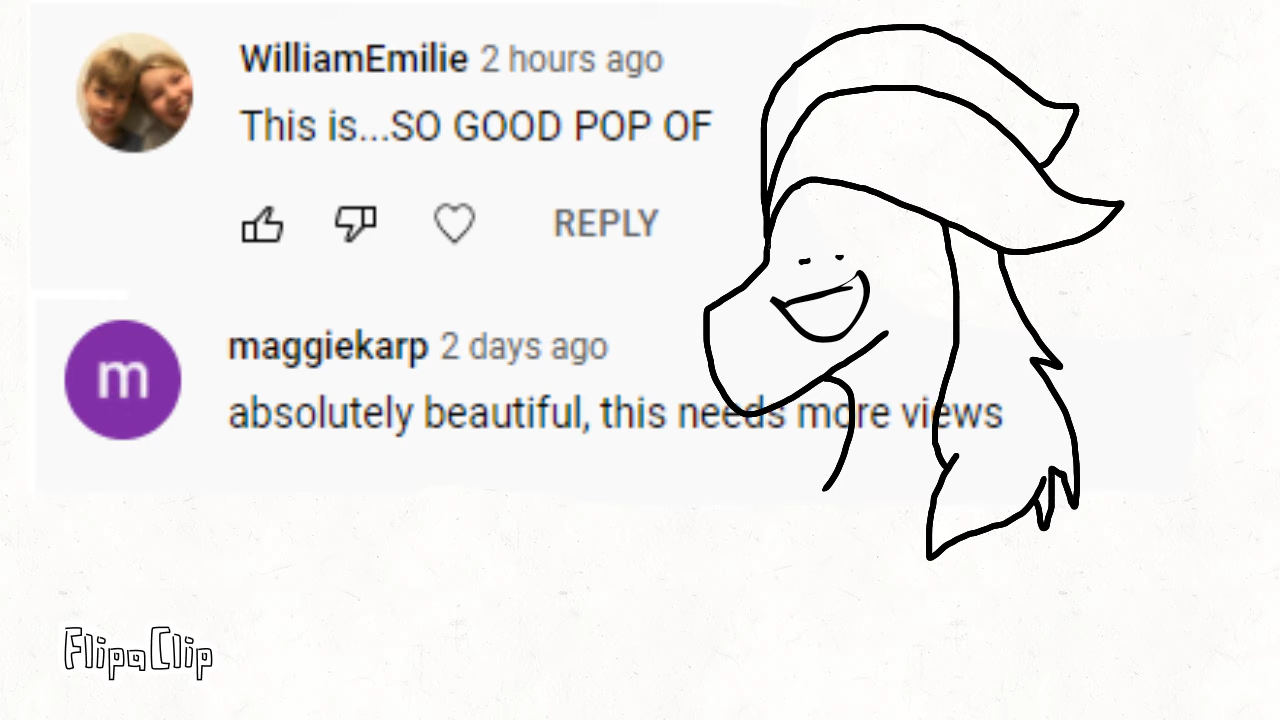 WilliamEmilie 2 hours ago
This is...SO GOOD POP OF
REPLY
m
maggiekarp 2 days ago
absolutely beautiful, this needs more views
FlipaClip